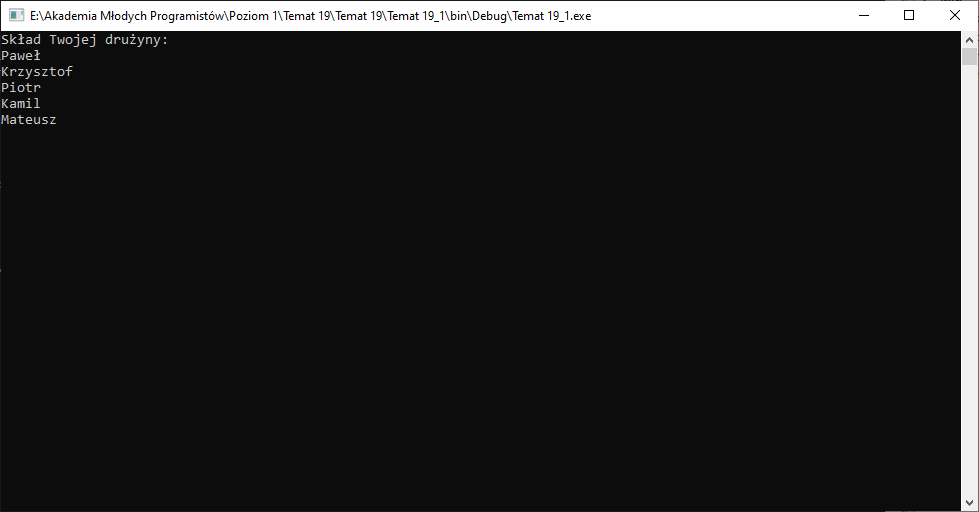 E:\Akademia Młodych Programistów\Poziom 1\Temat 19\Temat 19\Temat 19_1\bin\Debug\Temat 19_1.exe
Skład Twojej drużyny:
Paweł
Krzysztof
Piotr
Kamil
Mateusz